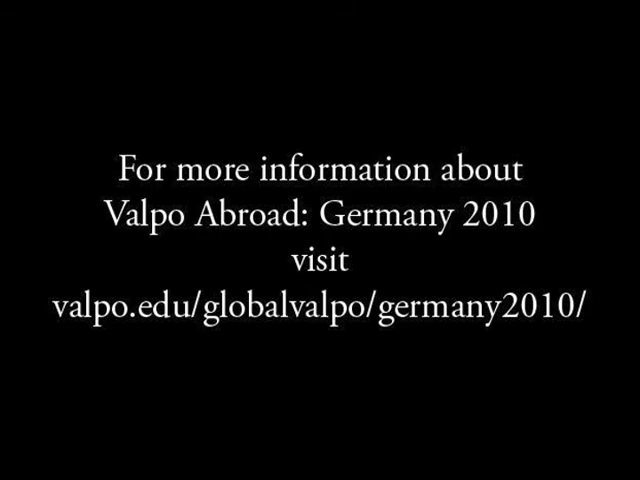 For more information about
Valpo Abroad: Germany 2010
visit
valpo.edu/globalvalpo/germany2010/